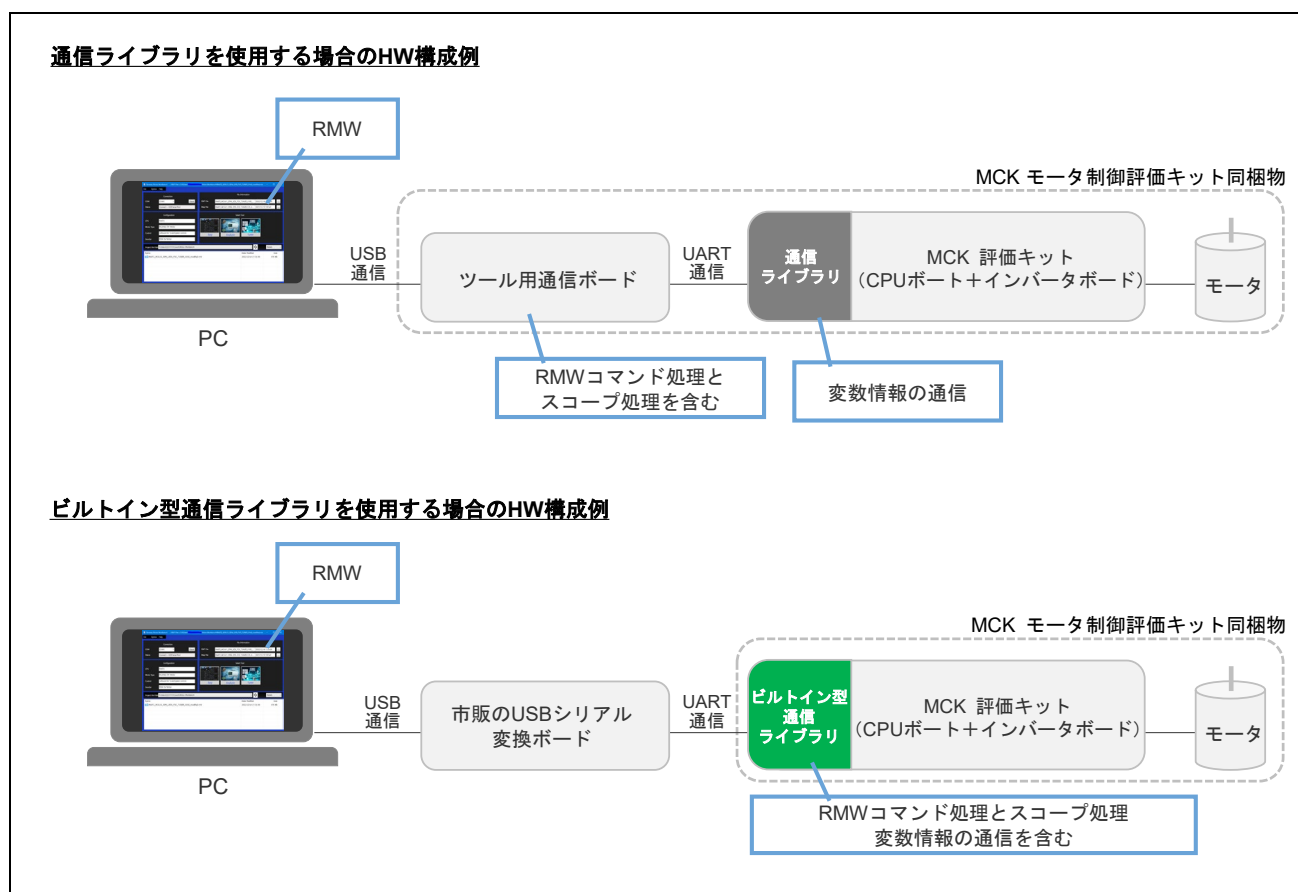 通信ライブラリを使用する場合のHW構成例
RMW
MCK モータ制御評価キット同梱物
USB
通信
ツール用通信ボード
UART
通信
通信
ライブラリ
MCK 評価キット
(CPUボート＋インバータボード)
モータ
PC
RMWコマンド処理と
スコープ処理を含む
変数情報の通信
ビルトイン型通信ライブラリを使用する場合のHW構成例
RMW
MCK モータ制御評価キット同梱物
USB
通信
市販のUSBシリアル
変換ボード
UART
通信
ビルトイン型
通信
ライブラリ
MCK 評価キット
(CPUボート＋インバータボード)
モータ
PC
RMWコマンド処理とスコープ処理
変数情報の通信を含む